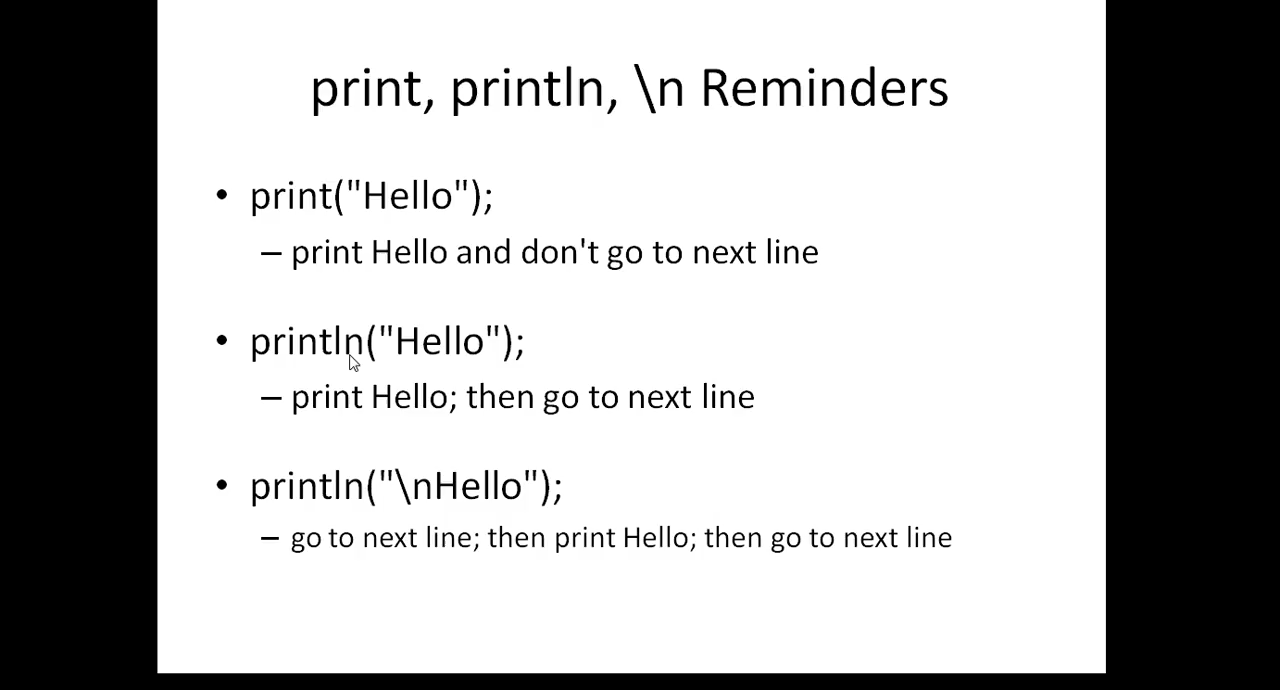 print, println, \n Reminders
• print("Hello");
– print Hello and don't go to next line
• println("Hello");
– print Hello; then go to next line
• println("\nHello");
– go to next line; then print Hello; then go to next line